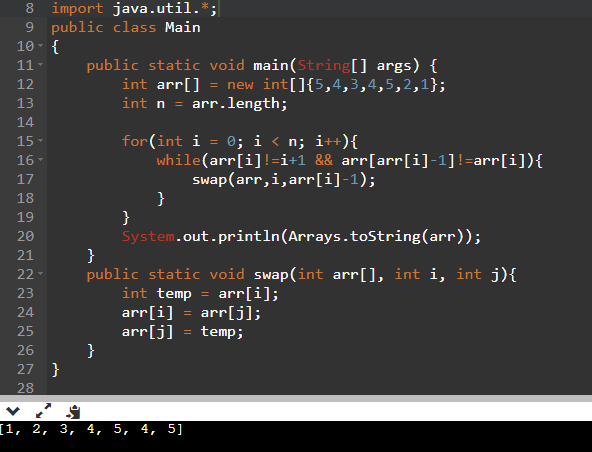 8 import java.util.*;
9 public class Main
10 {
11 public static void main(String[] args) {
12 int arr[] = new int[]{5,4,3,4,5,2,1};
13 int n = arr.length;
14
15 for(int i = 0; i < n; i++){
16 while(arr[i]!=i+1 && arr[arr[i]-1]!=arr[i]){
17 swap(arr,i,arr[i]-1);
18 }
19 }
20 System.out.println(Arrays.toString(arr));
21 }
22 public static void swap(int arr[], int i, int j){
23 int temp = arr[i];
24 arr[i] = arr[j];
25 arr[j] = temp;
26 }
27 }
28
[1, 2, 3, 4, 5, 4, 5]